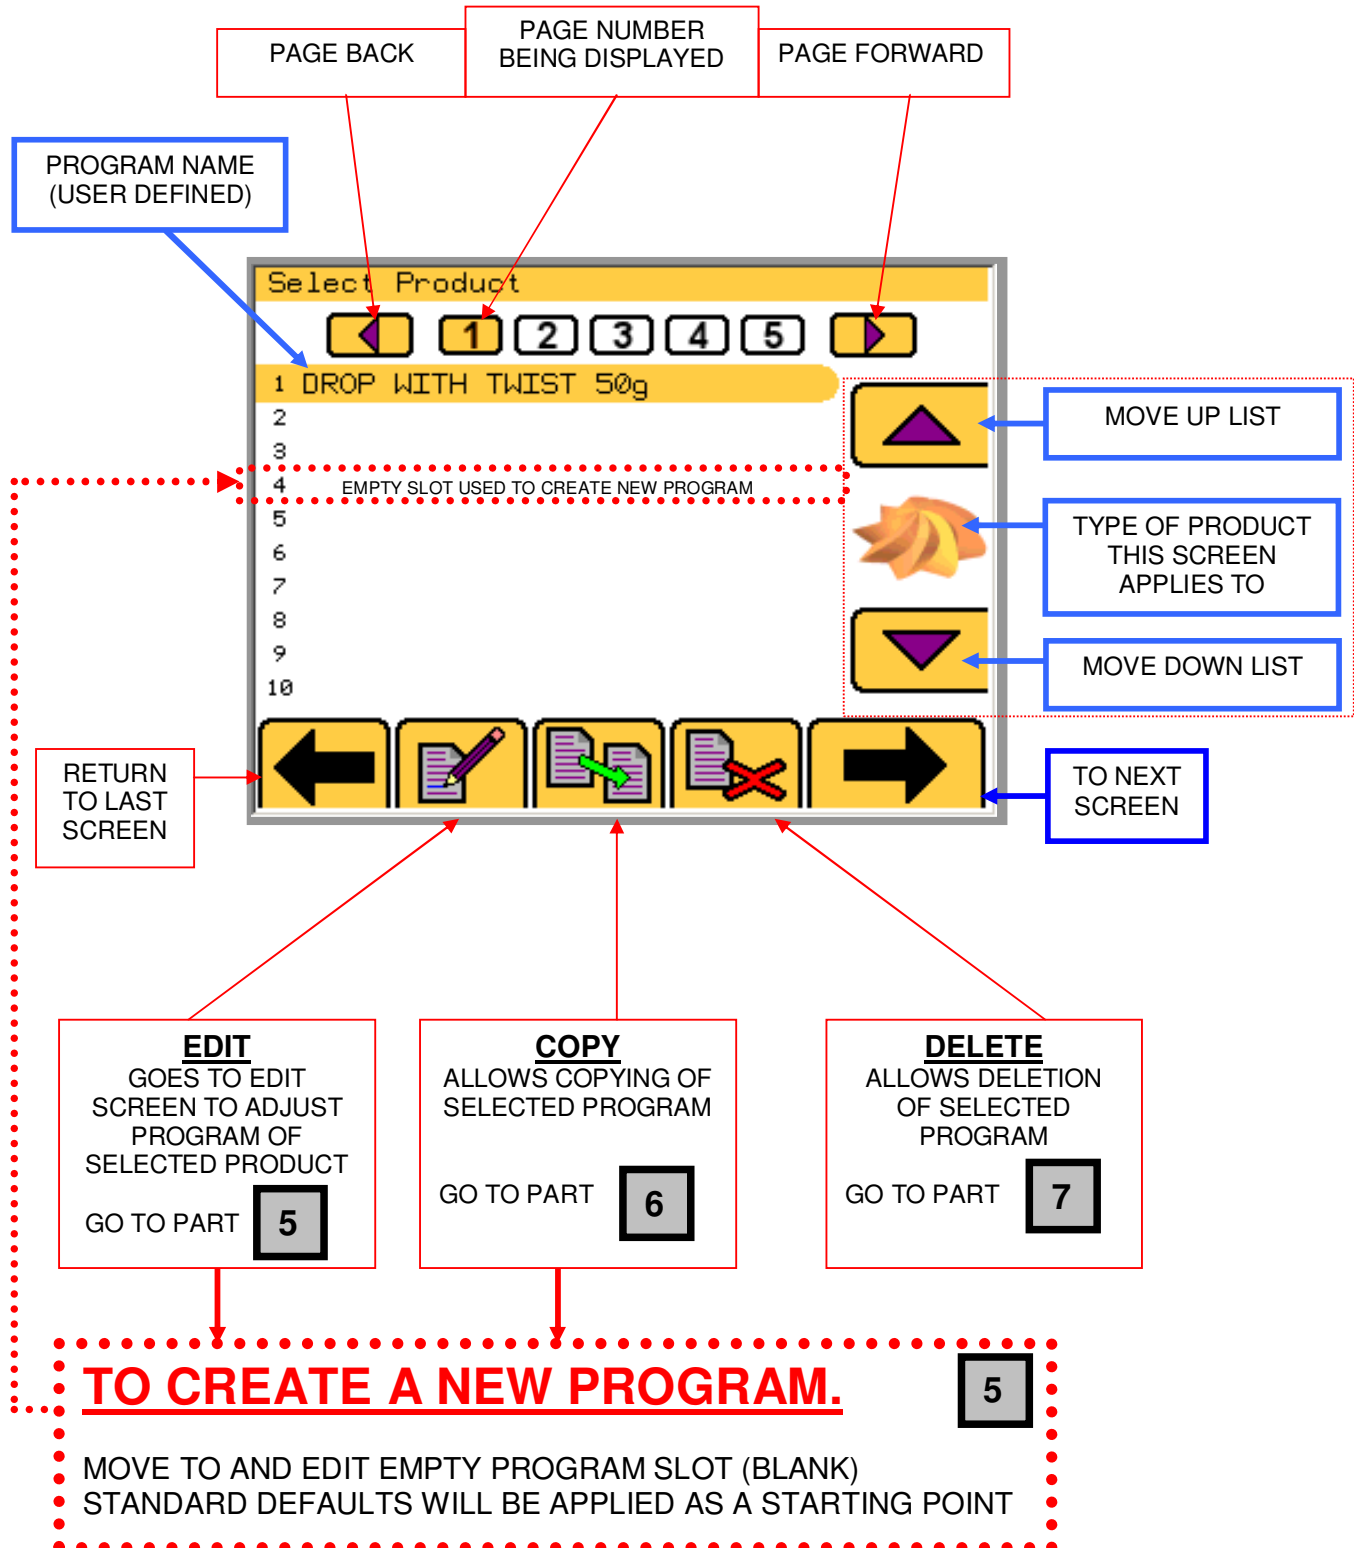 PAGE BACK
PAGE NUMBER
BEING DISPLAYED
PAGE FORWARD
PROGRAM NAME
(USER DEFINED)
Select Product
1 2 3 4 5
1 DROP WITH TWIST 50g
2
3
4 EMPTY SLOT USED TO CREATE NEW PROGRAM
5
6
7
8
9
10
MOVE UP LIST
TYPE OF PRODUCT
THIS SCREEN
APPLIES TO
MOVE DOWN LIST
RETURN
TO LAST
SCREEN
TO NEXT
SCREEN
EDIT
GOES TO EDIT
SCREEN TO ADJUST
PROGRAM OF
SELECTED PRODUCT
GO TO PART 5
COPY
ALLOWS COPYING OF
SELECTED PROGRAM
GO TO PART 6
DELETE
ALLOWS DELETION
OF SELECTED
PROGRAM
GO TO PART 7
TO CREATE A NEW PROGRAM. 5
MOVE TO AND EDIT EMPTY PROGRAM SLOT (BLANK)
STANDARD DEFAULTS WILL BE APPLIED AS A STARTING POINT